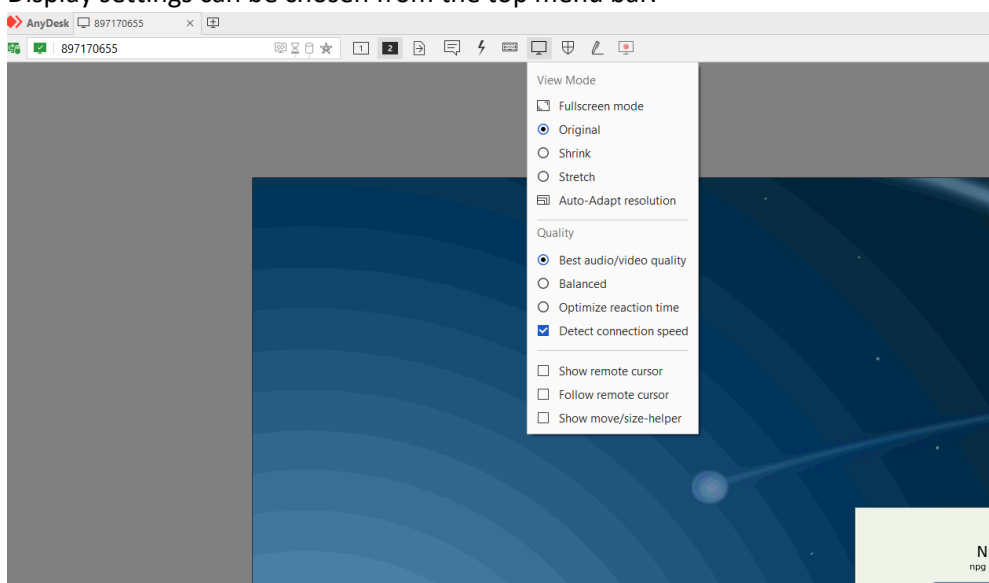 Display settings can be chosen from the top menu bar.
AnyDesk 897170655
897170655 1 2
View Mode
Fullscreen mode
Original
Shrink
Stretch
Auto-Adapt resolution
Quality
Best audio/video quality
Balanced
Optimize reaction time
Detect connection speed
Show remote cursor
Follow remote cursor
Show move/size-helper
N
npg